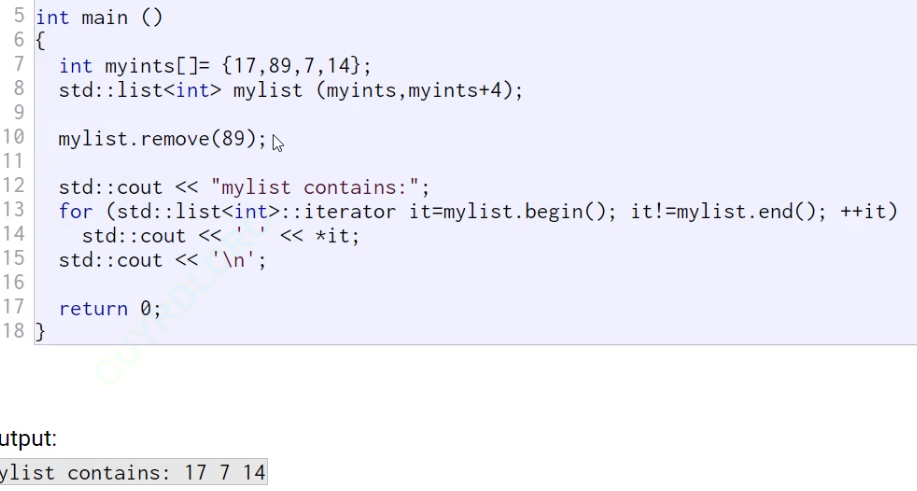 5 int main ()
6 {
7   int myints[]= {17,89,7,14};
8   std::list<int> mylist (myints,myints+4);
9
10   mylist.remove(89);
11
12   std::cout << "mylist contains:";
13   for (std::list<int>::iterator it=mylist.begin(); it!=mylist.end(); ++it)
14     std::cout << ' ' << *it;
15   std::cout << '\n';
16
17   return 0;
18 }
utput:
ylist contains: 17 7 14